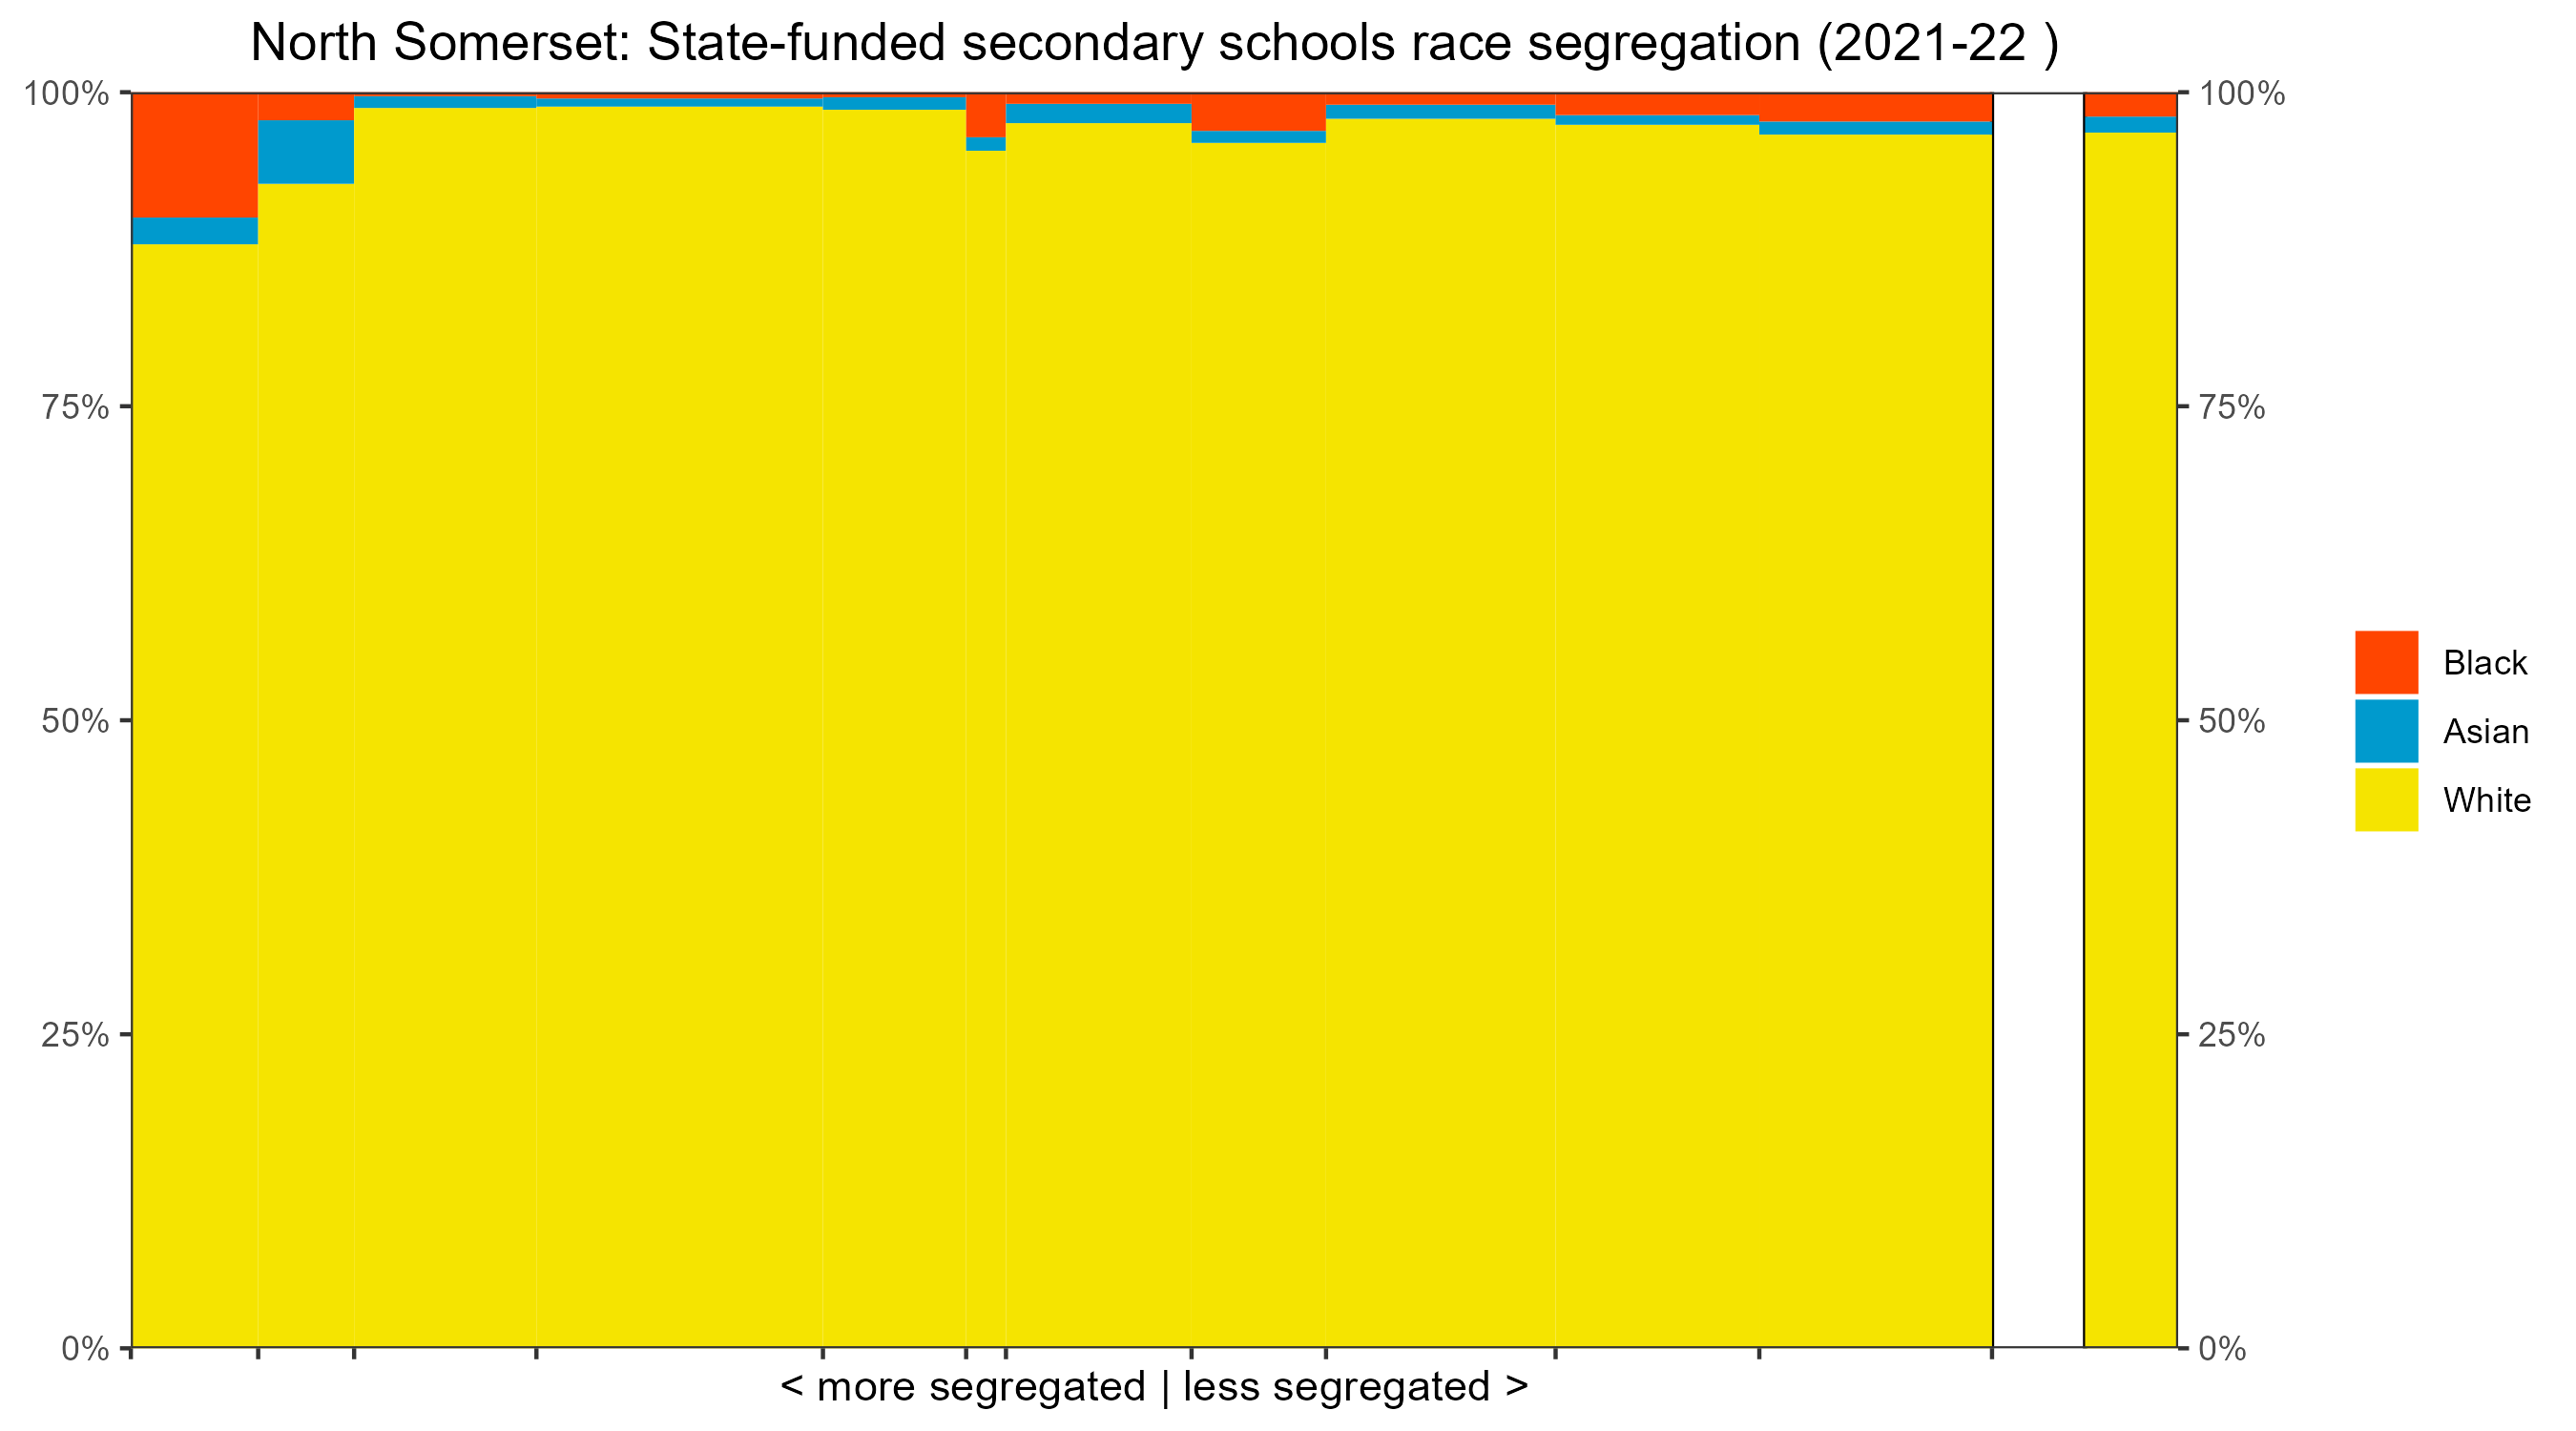 North Somerset: State-funded secondary schools race segregation (2021-22 )
100%
75%
50%
25%
0%
100%
75%
50%
25%
0%
< more segregated | less segregated >
Black
Asian
White